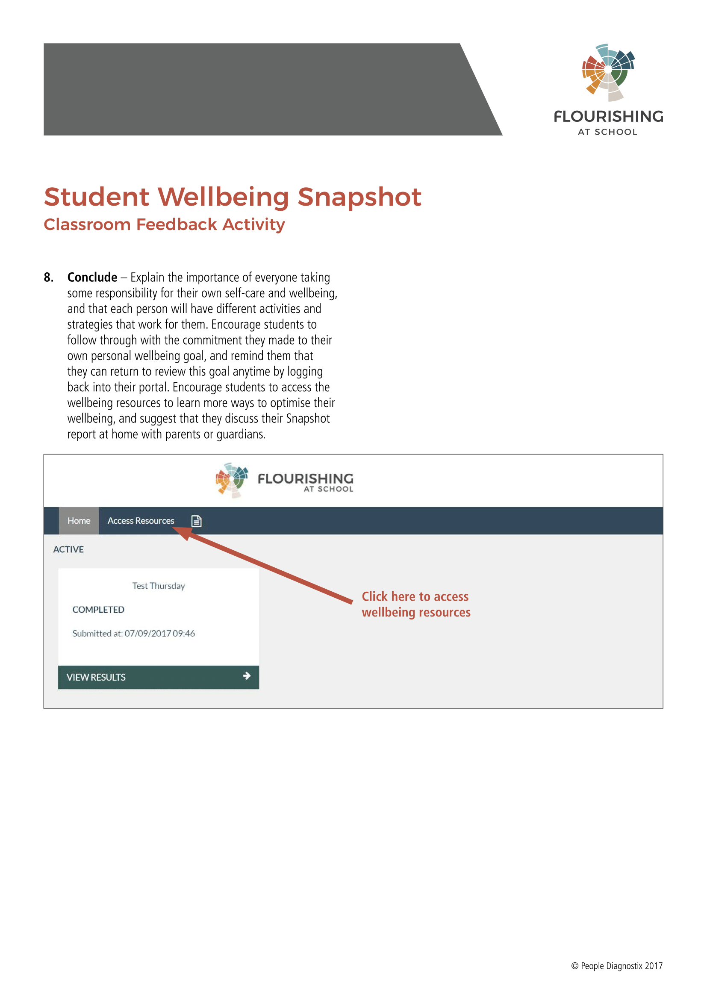 FLOURISHING
AT SCHOOL
Student Wellbeing Snapshot
Classroom Feedback Activity
8. Conclude – Explain the importance of everyone taking
some responsibility for their own self-care and wellbeing,
and that each person will have different activities and
strategies that work for them. Encourage students to
follow through with the commitment they made to their
own personal wellbeing goal, and remind them that
they can return to review this goal anytime by logging
back into their portal. Encourage students to access the
wellbeing resources to learn more ways to optimise their
wellbeing, and suggest that they discuss their Snapshot
report at home with parents or guardians.
FLOURISHING
AT SCHOOL
Home Access Resources
ACTIVE
Test Thursday
COMPLETED
Submitted at: 07/09/2017 09:46
VIEW RESULTS
Click here to access
wellbeing resources
© People Diagnostix 2017